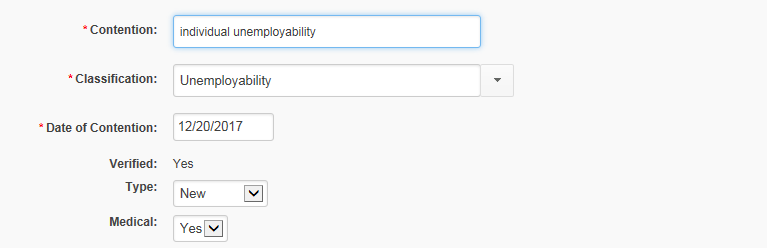 *Contention: individual unemployability
*Classification: Unemployability
*Date of Contention: 12/20/2017
Verified: Yes
Type: New
Medical: Yes